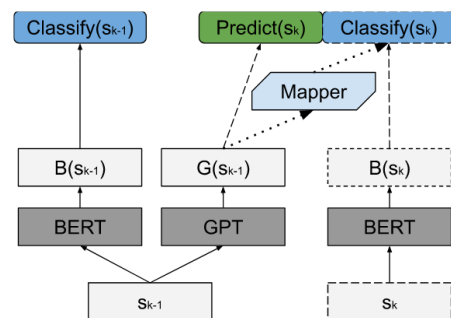 Classify(sₖ₋₁) Predict(sₖ) Classify(sₖ)
Mapper
B(sₖ₋₁) G(sₖ₋₁) B(sₖ)
BERT GPT BERT
sₖ₋₁ sₖ